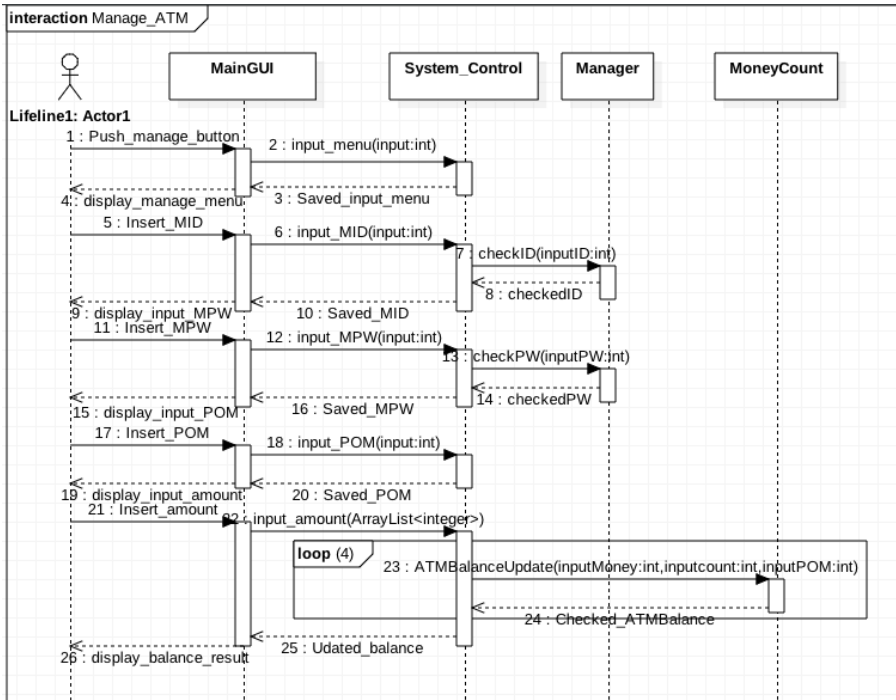 interaction Manage_ATM
MainGUI
System_Control
Manager
MoneyCount
Lifeline1: Actor1
1 : Push_manage_button
2 : input_menu(input:int)
3 : Saved_input_menu
4 : display_manage_menu
5 : Insert_MID
6 : input_MID(input:int)
7 : checkID(inputID:int)
8 : checkedID
9 : display_input_MPW
10 : Saved_MID
11 : Insert_MPW
12 : input_MPW(input:int)
13 : checkPW(inputPW:int)
14 : checkedPW
15 : display_input_POM
16 : Saved_MPW
17 : Insert_POM
18 : input_POM(input:int)
19 : display_input_amount
20 : Saved_POM
21 : Insert_amount
22 : input_amount(ArrayList<integer>)
loop (4)
23 : ATMBalanceUpdate(inputMoney:int,inputcount:int,inputPOM:int)
24 : Checked_ATMBalance
25 : Udated_balance
26 : display_balance_result